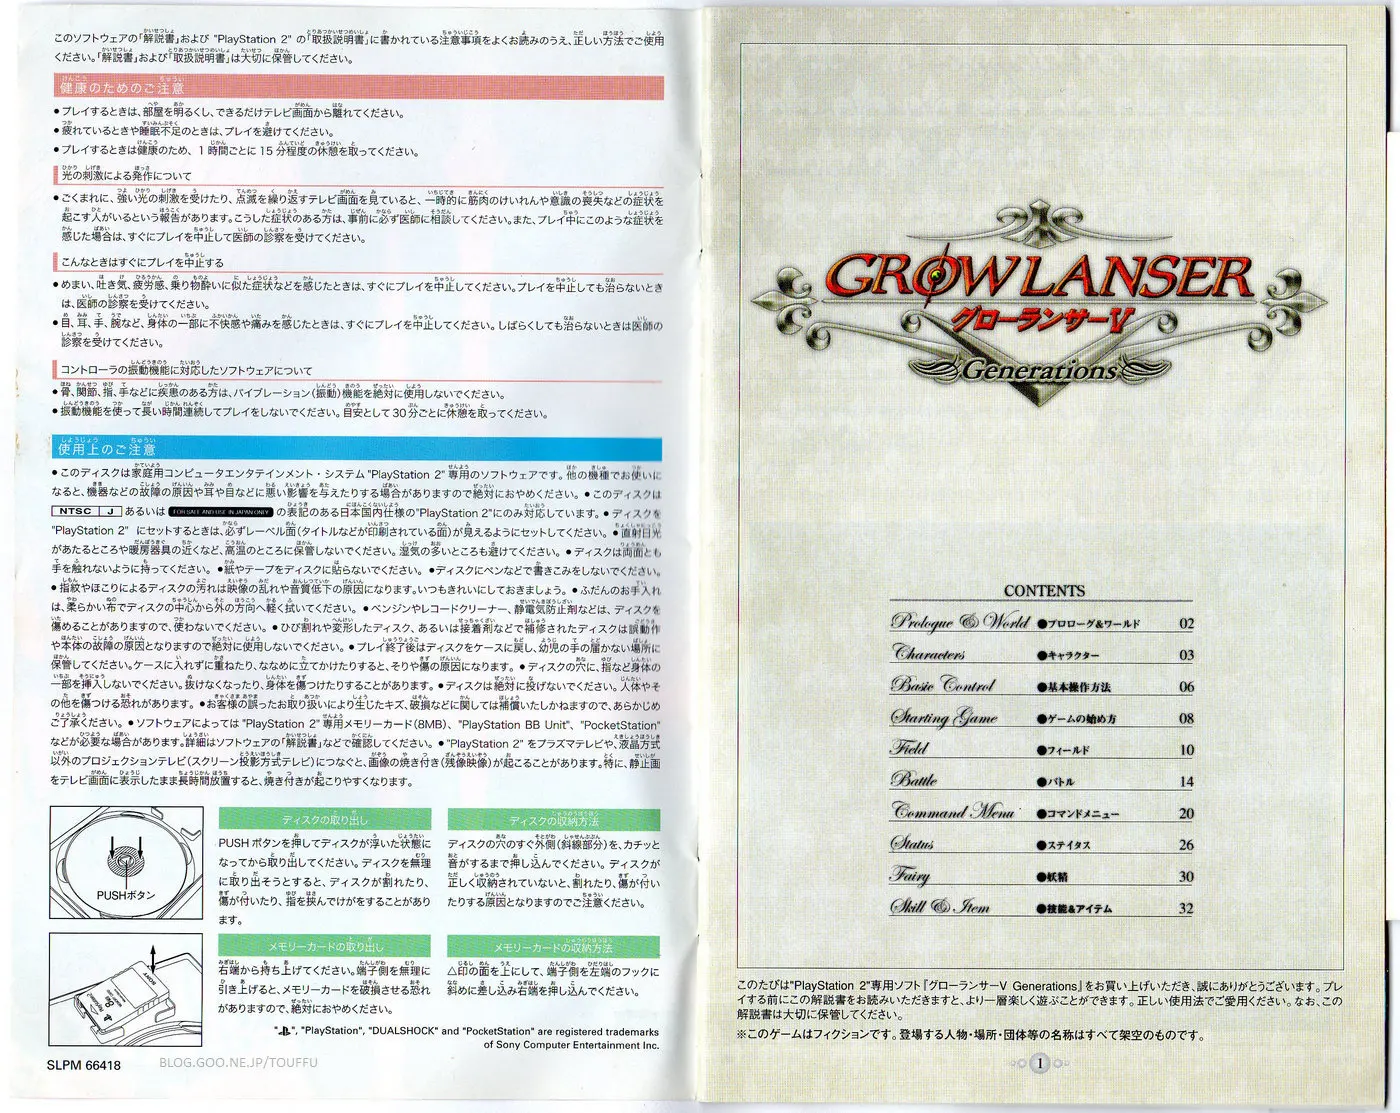 このソフトウェアの「解説書」および "PlayStation 2" の「取扱説明書」に書かれている注意事項をよくお読みのうえ、正しい方法でご使用
ください。「解説書」および「取扱説明書」は大切に保管してください。
健康のためのご注意
●プレイするときは、部屋を明るくし、できるだけテレビ画面から離れてください。
●疲れているときや睡眠不足のときは、プレイを避けてください。
●プレイするときは健康のため、1時間ごとに15分程度の休憩を取ってください。
光の刺激による発作について
●ごくまれに、強い光の刺激を受けたり、点滅を繰り返すテレビ画面を見ていると、一時的に筋肉のけいれんや意識の喪失などの症状を
起こす人がいるという報告があります。こうした症状のある方は、事前に必ず医師に相談してください。また、プレイ中にこのような症状を
感じた場合は、すぐにプレイを中止して医師の診察を受けてください。
こんなときはすぐにプレイを中止する
●めまい、吐き気、疲労感、乗り物酔いに似た症状などを感じたときは、すぐにプレイを中止してください。プレイを中止しても治らないとき
は、医師の診察を受けてください。
●目、耳、手、腕など、身体の一部に不快感や痛みを感じたときは、すぐにプレイを中止してください。しばらくしても治らないときは医師の
診察を受けてください。
コントローラの振動機能に対応したソフトウェアについて
●骨、関節、指、手などに疾患のある方は、バイブレーション(振動)機能を絶対に使用しないでください。
●振動機能を使って長い時間連続してプレイをしないでください。目安として30分ごとに休憩を取ってください。
使用上のご注意
●このディスクは家庭用コンピュータエンタテインメント・システム "PlayStation 2" 専用のソフトウェアです。他の機種でお使いに
なると、機器などの故障の原因や耳や目などに悪い影響を与えたりする場合がありますので絶対におやめください。●このディスクは
NTSC J あるいは FOR SALE AND USE IN JAPAN ONLY の表記のある日本国内仕様の"PlayStation 2"にのみ対応しています。●ディスクを
"PlayStation 2" にセットするときは、必ずレーベル面(タイトルなどが印刷されている面)が見えるようにセットしてください。●直射日光
があたるところや暖房器具の近くなど、高温のところに保管しないでください。湿気の多いところも避けてください。●ディスクは両面とも
手を触れないように持ってください。●紙やテープをディスクに貼らないでください。●ディスクにペンなどで書きこみをしないでください。
●指紋やほこりによるディスクの汚れは映像の乱れや音質低下の原因になります。いつもきれいにしておきましょう。●ふだんのお手入れ
は、柔らかい布でディスクの中心から外の方向へ軽く拭いてください。●ベンジンやレコードクリーナー、静電気防止剤などは、ディスクを
傷めることがありますので、使わないでください。●ひび割れや変形したディスク、あるいは接着剤などで補修されたディスクは誤動作
や本体の故障の原因となりますので絶対に使用しないでください。●プレイ終了後はディスクをケースに戻し、幼児の手の届かない場所に
保管してください。ケースに入れずに重ねたり、ななめに立てかけたりすると、そりや傷の原因になります。●ディスクの穴に、指など身体の
一部を挿入しないでください。抜けなくなったり、身体を傷つけたりすることがあります。●ディスクは絶対に投げないでください。人体やそ
の他を傷つける恐れがあります。●お客様の誤ったお取り扱いにより生じたキズ、破損などに関しては補償いたしかねますので、あらかじめ
ご了承ください。●ソフトウェアによっては "PlayStation 2" 専用メモリーカード(8MB)、"PlayStation BB Unit"、"PocketStation"
などが必要な場合があります。詳細はソフトウェアの「解説書」などで確認してください。●"PlayStation 2" をプラズマテレビや、液晶方式
以外のプロジェクションテレビ(スクリーン投影方式テレビ)につなぐと、画像の焼き付き(残像映像)が起こることがあります。特に、静止画
をテレビ画面に表示したまま長時間放置すると、焼き付きが起こりやすくなります。
PUSHボタン
ディスクの取り出し
PUSHボタンを押してディスクが浮いた状態に
なってから取り出してください。ディスクを無理
に取り出そうとすると、ディスクが割れたり、
傷が付いたり、指を挟んでけがをすることがあり
ます。
ディスクの収納方法
ディスクの穴のすぐ外側(斜線部分)を、カチッと
音がするまで押し込んでください。ディスクが
正しく収納されていないと、割れたり、傷が付い
たりする原因となりますのでご注意ください。
メモリーカードの取り出し
右端から持ち上げてください。端子側を無理に
引き上げると、メモリーカードを破損させる恐れ
がありますので、絶対におやめください。
メモリーカードの収納方法
△印の面を上にして、端子側を左端のフックに
斜めに差し込み右端を押し込んでください。
"", "PlayStation", "DUALSHOCK" and "PocketStation" are registered trademarks
of Sony Computer Entertainment Inc.
SLPM 66418
BLOG.GOO.NE.JP/TOUFFU
GROWLANSER
グローランサーV
Generations
CONTENTS
Prologue & World ●プロローグ&ワールド 02
Characters ●キャラクター 03
Basic Control ●基本操作方法 06
Starting Game ●ゲームの始め方 08
Field ●フィールド 10
Battle ●バトル 14
Command Menu ●コマンドメニュー 20
Status ●ステイタス 26
Fairy ●妖精 30
Skill & Item ●技能&アイテム 32
このたびは"PlayStation 2"専用ソフト『グローランサーV Generations』をお買い上げいただき、誠にありがとうございます。プレ
イする前にこの解説書をお読みいただきますと、より一層楽しく遊ぶことができます。正しい使用法でご愛用ください。なお、この
解説書は大切に保管してください。
※このゲームはフィクションです。登場する人物・場所・団体等の名称はすべて架空のものです。
1